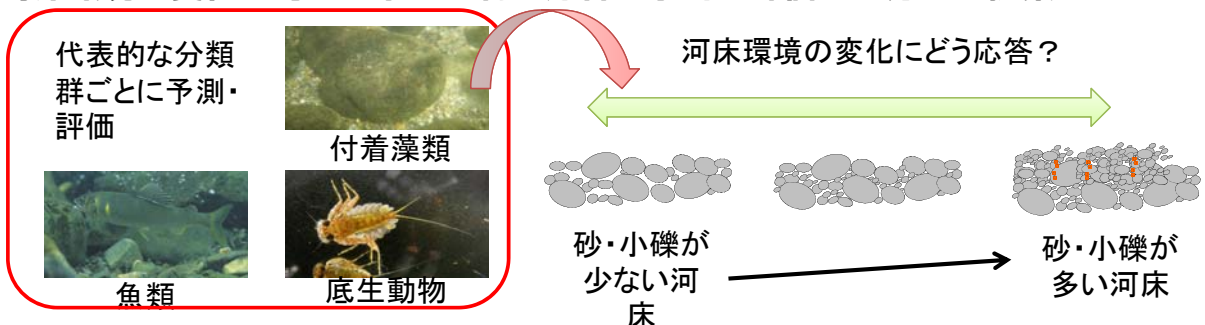 代表的な分類
群ごとに予測・
評価
付着藻類
魚類
底生動物
河床環境の変化にどう応答？
砂・小礫が
少ない河
床
砂・小礫が
多い河床